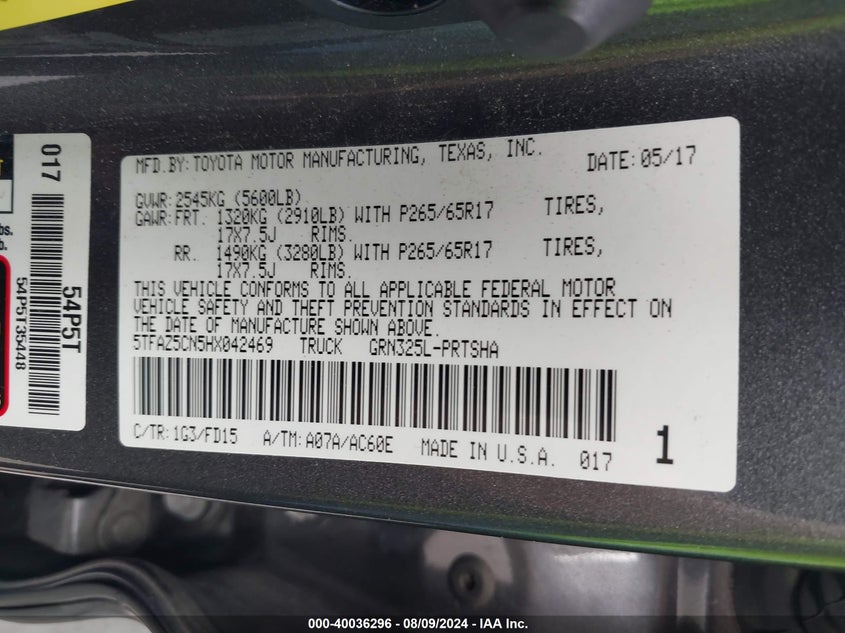 MFD.BY:TOYOTA MOTOR MANUFACTURING, TEXAS, INC. DATE:05/17
GVWR:2545KG (5600LB)
GAWR:FRT. 1320KG (2910LB) WITH P265/65R17 TIRES,
17X7.5J RIMS.
RR. 1490KG (3280LB) WITH P265/65R17 TIRES,
17X7.5J RIMS.
THIS VEHICLE CONFORMS TO ALL APPLICABLE FEDERAL MOTOR
VEHICLE SAFETY AND THEFT PREVENTION STANDARDS IN EFFECT ON
THE DATE OF MANUFACTURE SHOWN ABOVE.
5TFAZ5CN5HX042469 TRUCK GRN325L-PRTSHA
C/TR:1G3/FD15 A/TM:A07A/AC60E MADE IN U.S.A. 017 1
017
54P5T
54P5T35448
bs.
b.
000-40036296 - 08/09/2024 - IAA Inc.